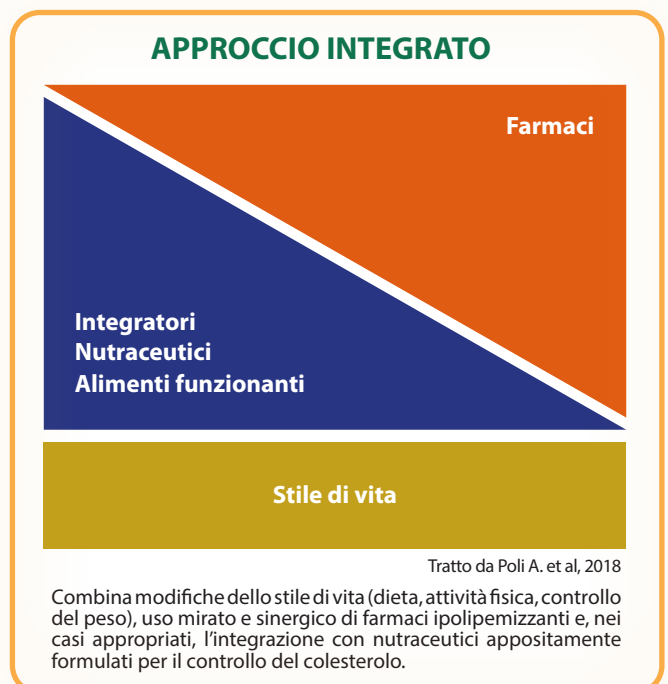 APPROCCIO INTEGRATO
Farmaci
Integratori
Nutraceutici
Alimenti funzionanti
Stile di vita
Tratto da Poli A. et al, 2018
Combina modifiche dello stile di vita (dieta, attività fisica, controllo
del peso), uso mirato e sinergico di farmaci ipolipemizzanti e, nei
casi appropriati, l'integrazione con nutraceutici appositamente
formulati per il controllo del colesterolo.